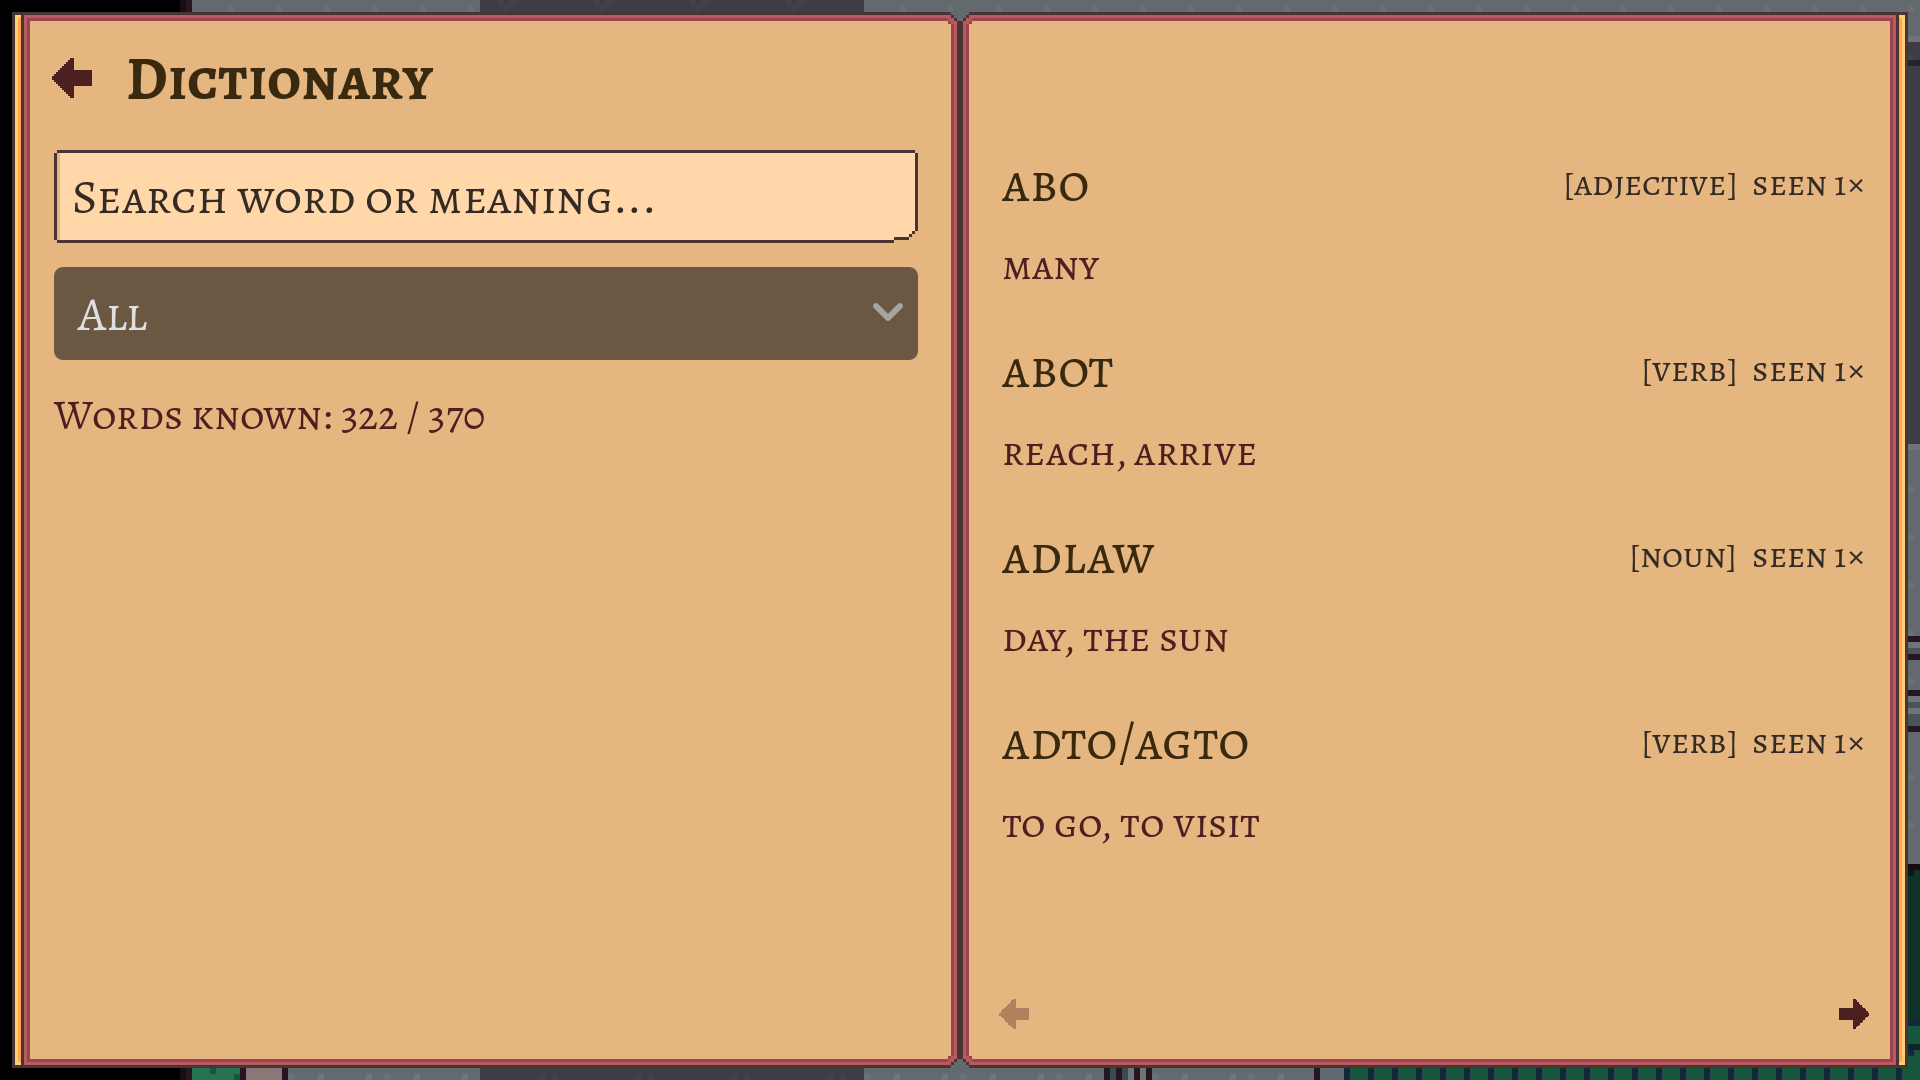 Dictionary
Search word or meaning...
All
Words known: 322 / 370
ABO [ADJECTIVE] SEEN 1×
MANY
ABOT [VERB] SEEN 1×
REACH, ARRIVE
ADLAW [NOUN] SEEN 1×
DAY, THE SUN
ADTO/AGTO [VERB] SEEN 1×
TO GO, TO VISIT